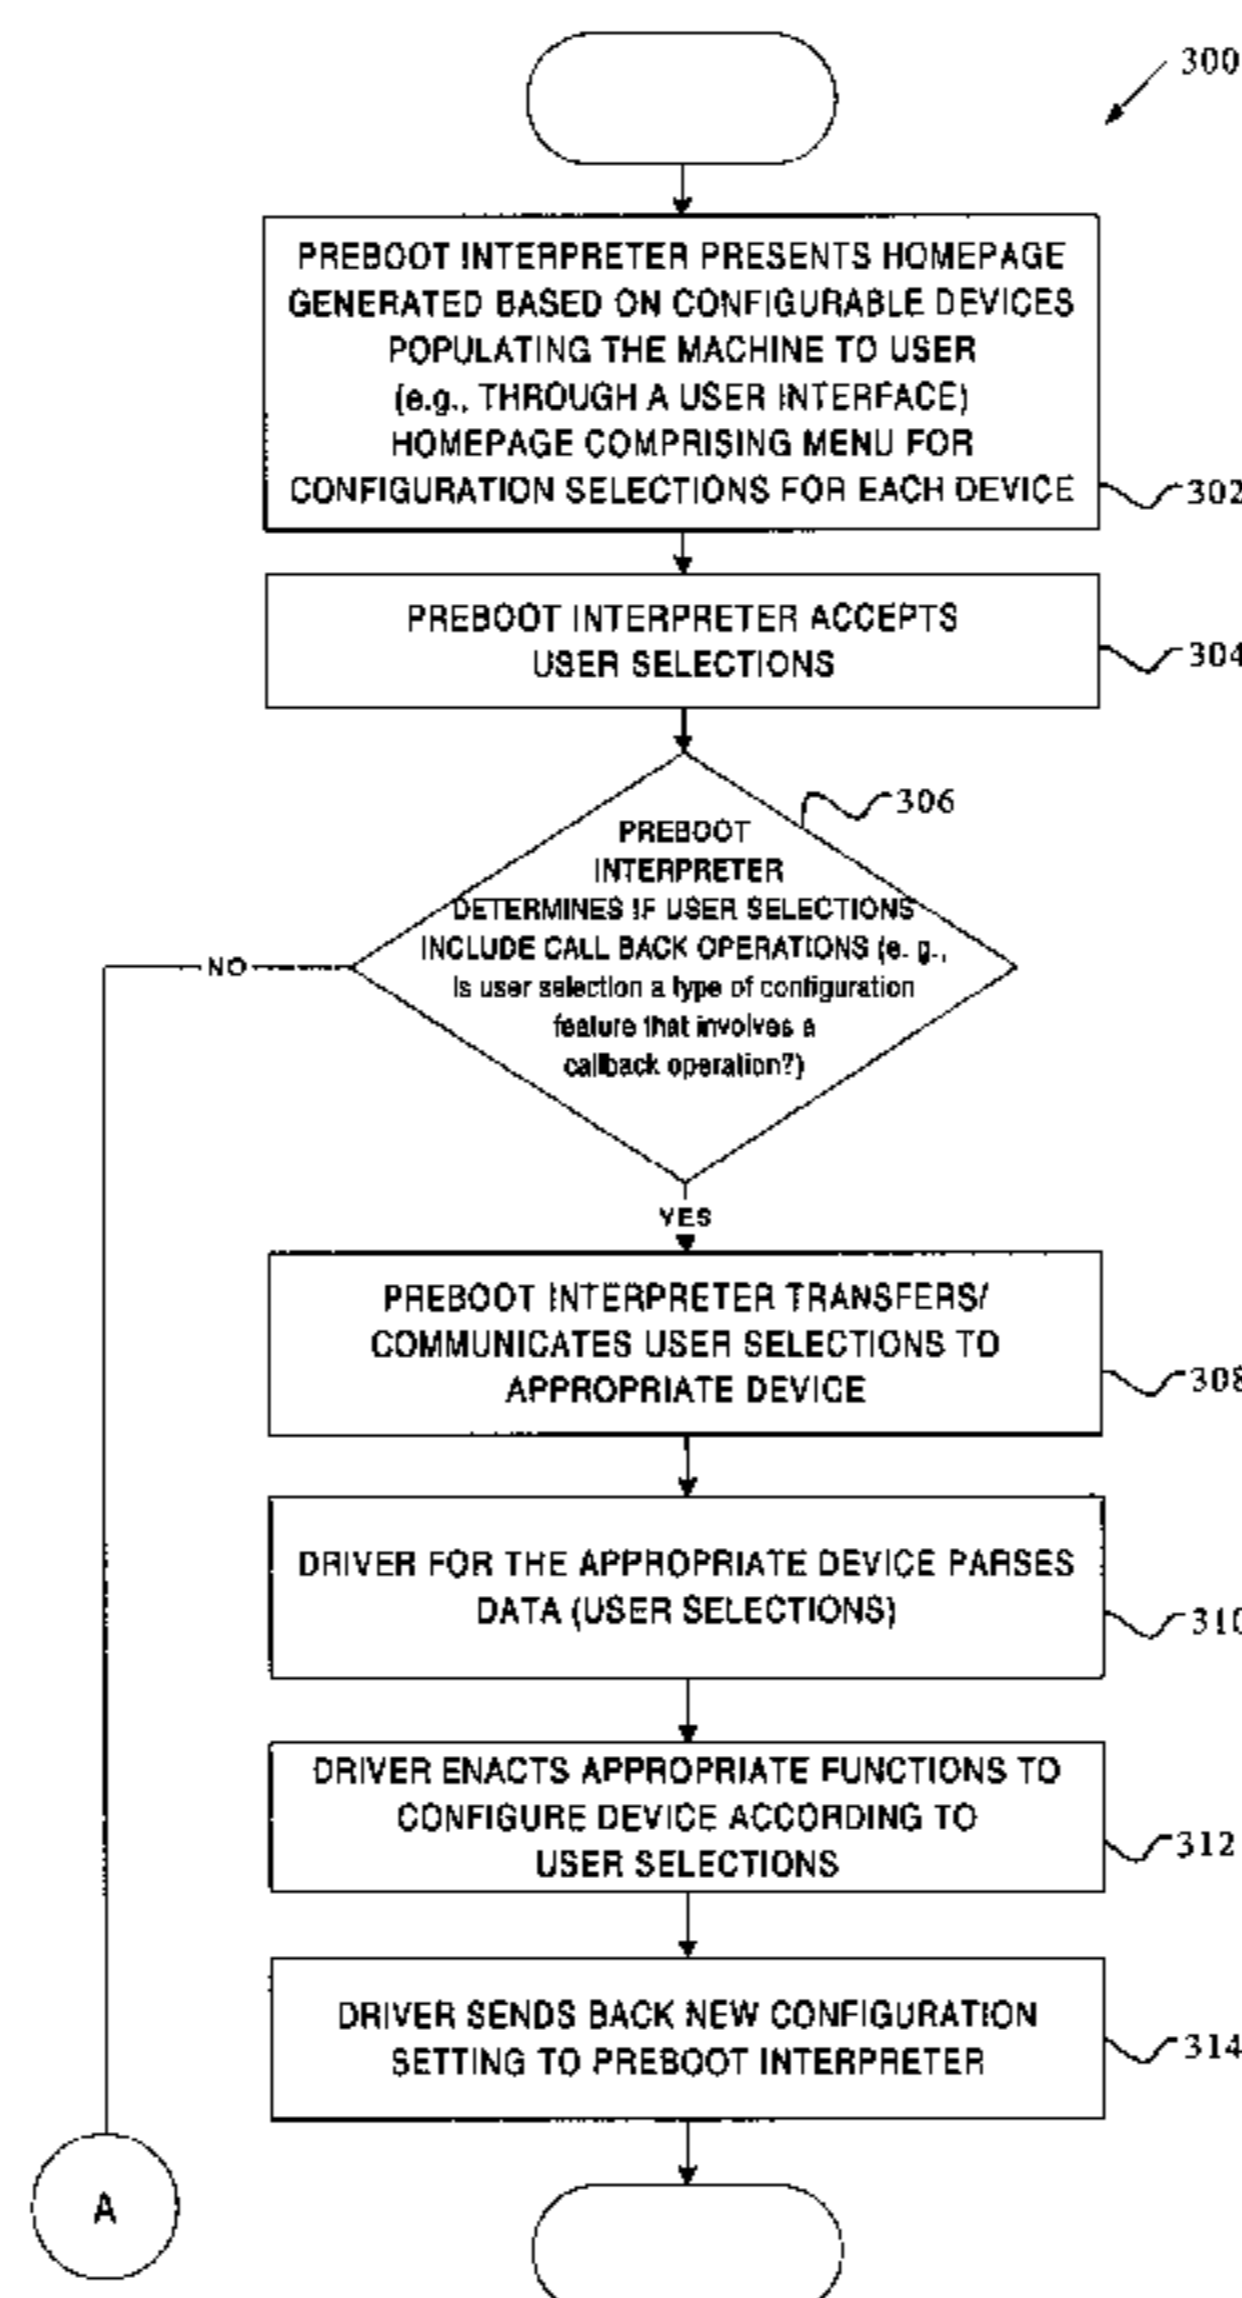 300
PREBOOT INTERPRETER PRESENTS HOMEPAGE
GENERATED BASED ON CONFIGURABLE DEVICES
POPULATING THE MACHINE TO USER
(e.g., THROUGH A USER INTERFACE)
HOMEPAGE COMPRISING MENU FOR
CONFIGURATION SELECTIONS FOR EACH DEVICE
302
PREBOOT INTERPRETER ACCEPTS
USER SELECTIONS
304
306
PREBOOT
INTERPRETER
DETERMINES IF USER SELECTIONS
INCLUDE CALL BACK OPERATIONS (e. g.,
Is user selection a type of configuration
feature that involves a
callback operation?)
NO
YES
PREBOOT INTERPRETER TRANSFERS/
COMMUNICATES USER SELECTIONS TO
APPROPRIATE DEVICE
308
DRIVER FOR THE APPROPRIATE DEVICE PARSES
DATA (USER SELECTIONS)
310
DRIVER ENACTS APPROPRIATE FUNCTIONS TO
CONFIGURE DEVICE ACCORDING TO
USER SELECTIONS
312
DRIVER SENDS BACK NEW CONFIGURATION
SETTING TO PREBOOT INTERPRETER
314
A